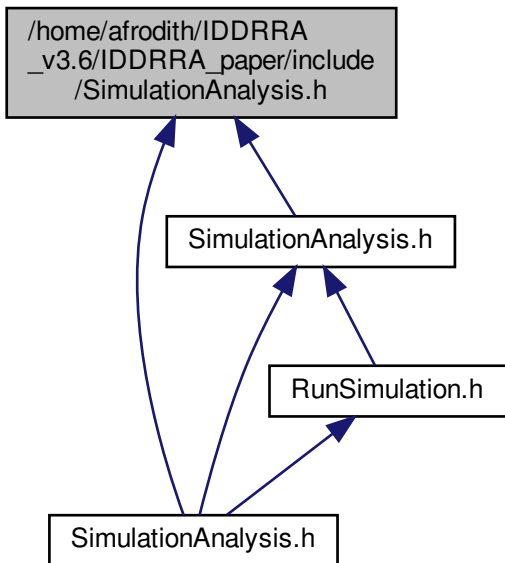 /home/afrodith/IDDRRA
_v3.6/IDDRRA_paper/include
/SimulationAnalysis.h
SimulationAnalysis.h
RunSimulation.h
SimulationAnalysis.h